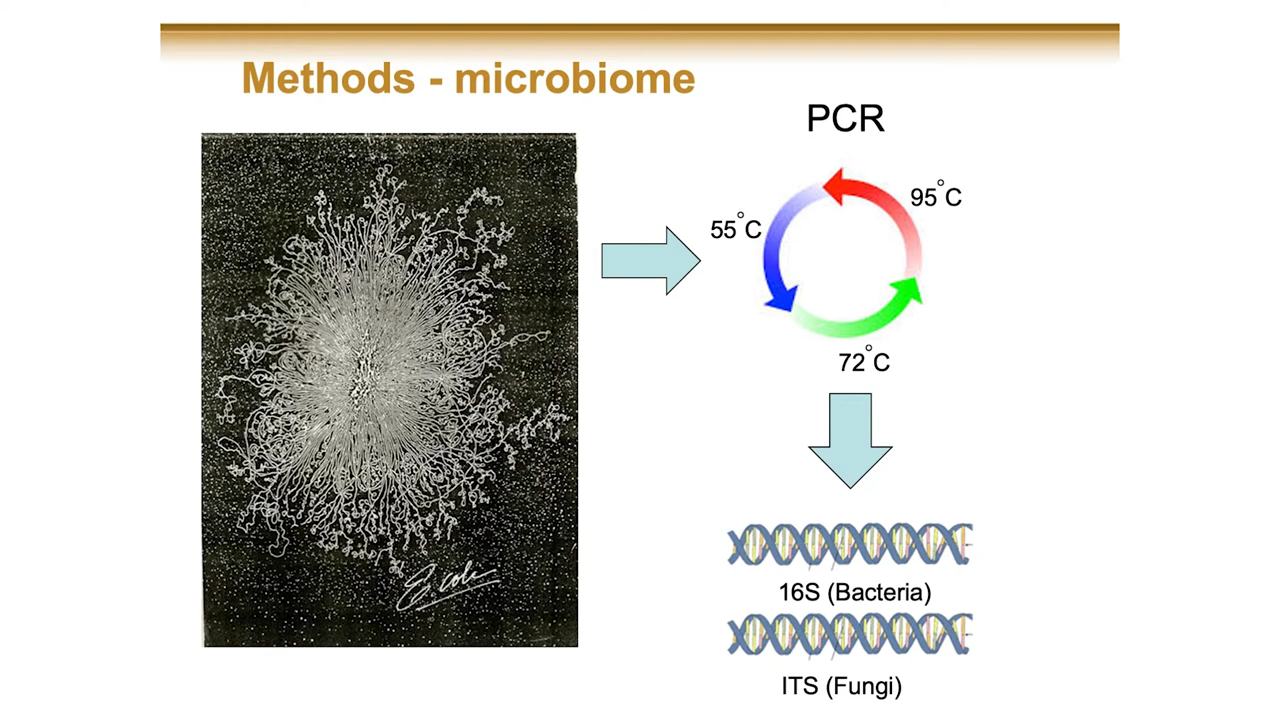 Methods - microbiome
PCR
95°C
55°C
72°C
E. coli
16S (Bacteria)
ITS (Fungi)